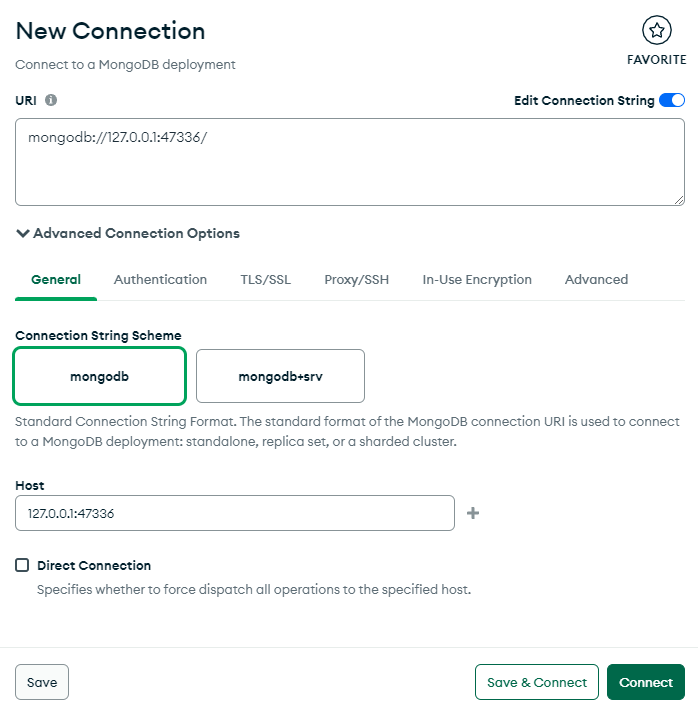 New Connection
FAVORITE
Connect to a MongoDB deployment
URI
Edit Connection String
mongodb://127.0.0.1:47336/
Advanced Connection Options
General Authentication TLS/SSL Proxy/SSH In-Use Encryption Advanced
Connection String Scheme
mongodb mongodb+srv
Standard Connection String Format. The standard format of the MongoDB connection URI is used to connect
to a MongoDB deployment: standalone, replica set, or a sharded cluster.
Host
127.0.0.1:47336
Direct Connection
Specifies whether to force dispatch all operations to the specified host.
Save Save & Connect Connect